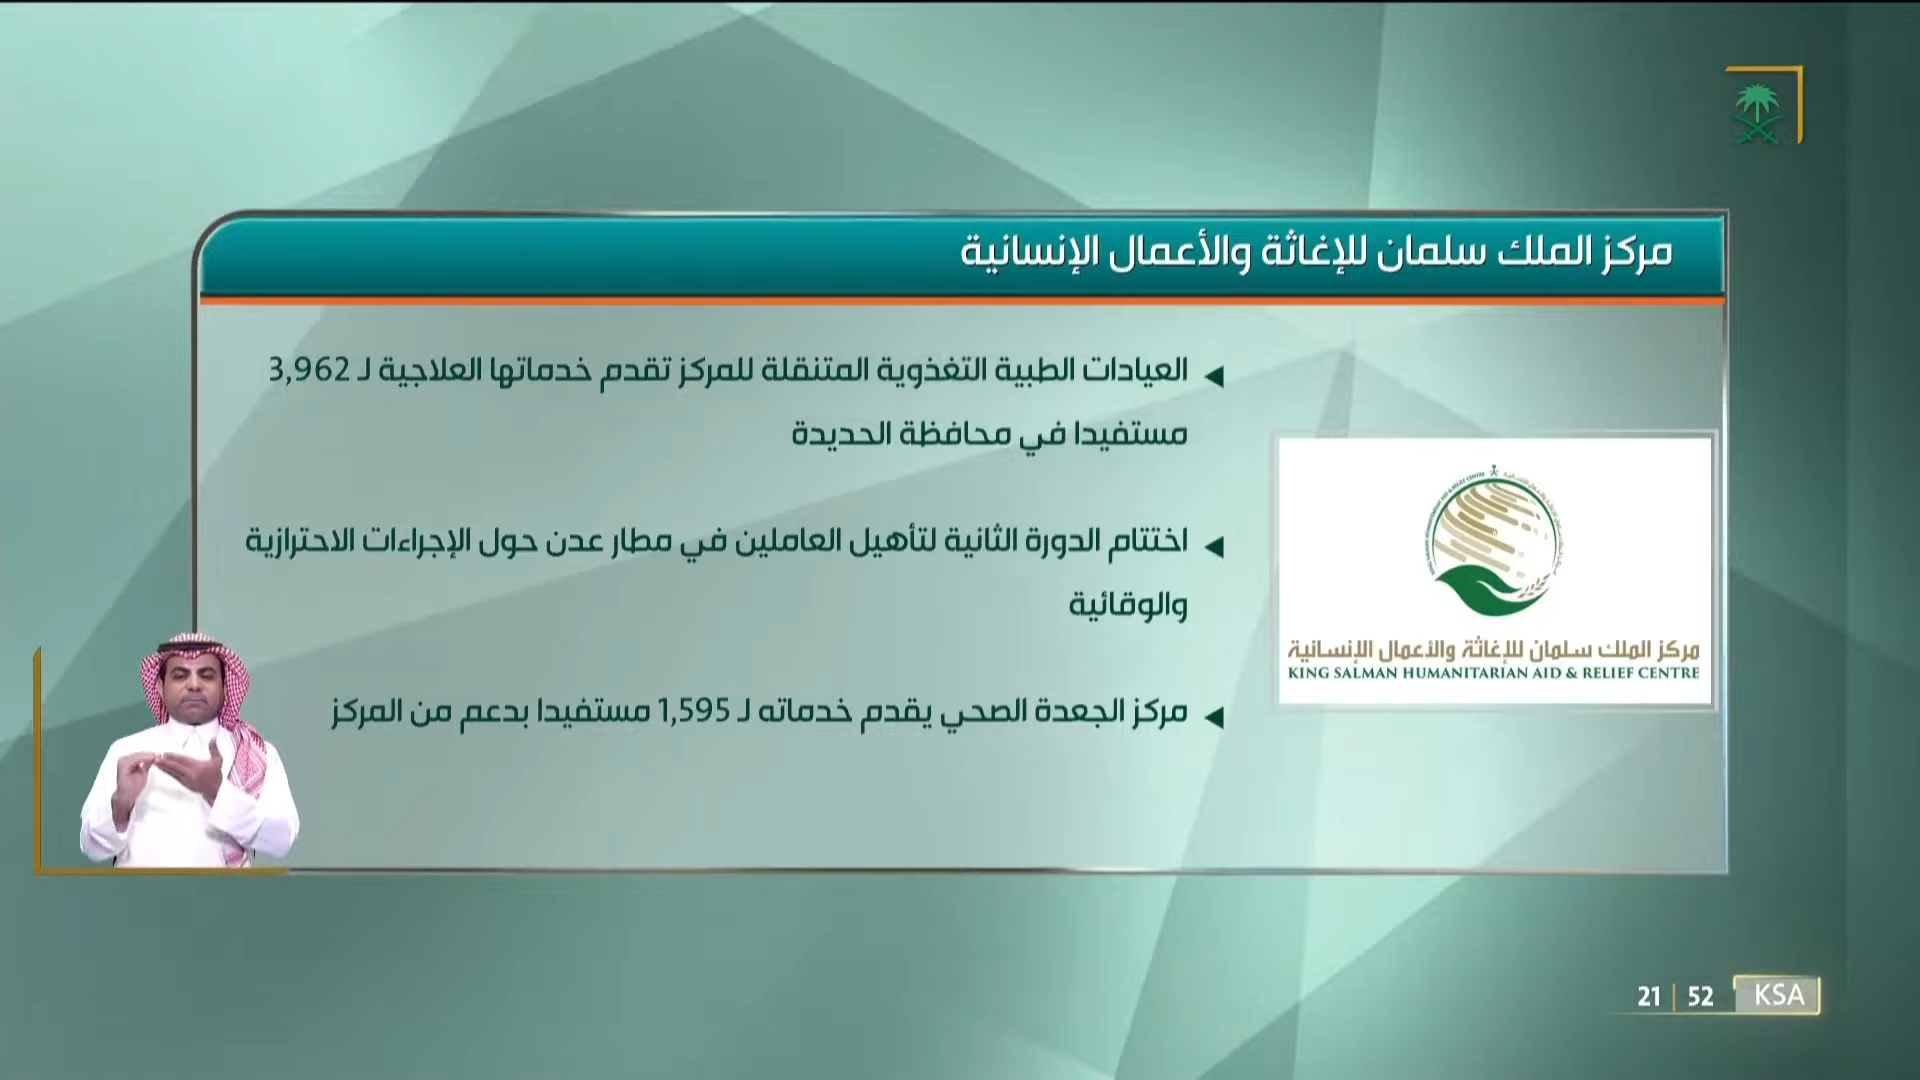 مركز الملك سلمان للإغاثة والأعمال الإنسانية
العيادات الطبية التغذوية المتنقلة للمركز تقدم خدماتها العلاجية لـ 3,962
مستفيدا في محافظة الحديدة
اختتام الدورة الثانية لتأهيل العاملين في مطار عدن حول الإجراءات الاحترازية
والوقائية
مركز الجعدة الصحي يقدم خدماته لـ 1,595 مستفيدا بدعم من المركز
مركز الملك سلمان للإغاثة والأعمال الإنسانية
KING SALMAN HUMANITARIAN AID & RELIEF CENTRE
21 | 52 KSA